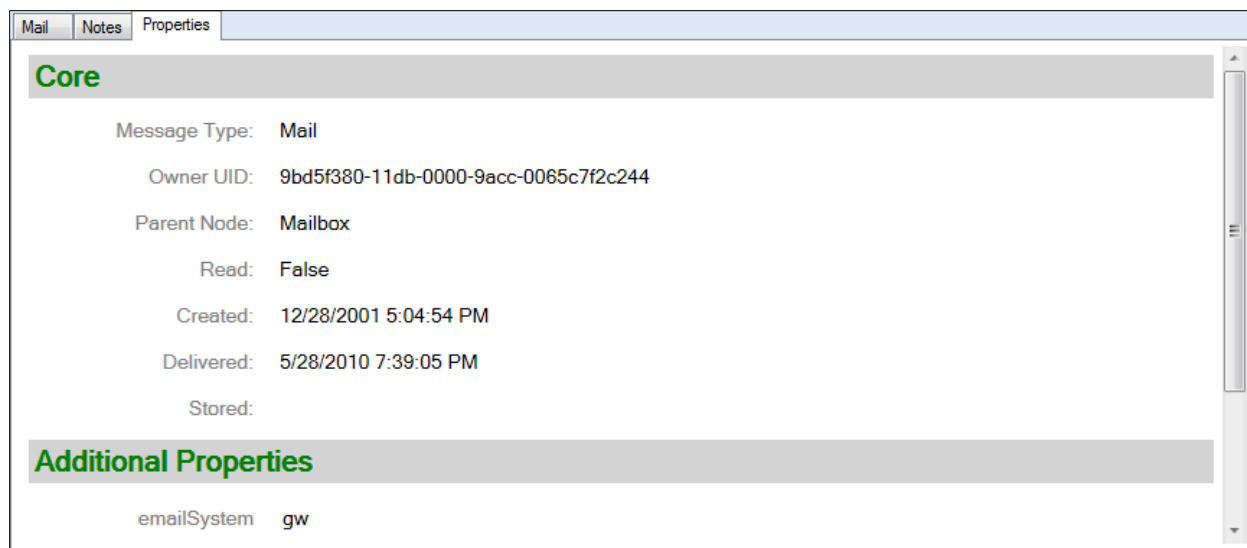 Mail Notes Properties
Core
Message Type: Mail
Owner UID: 9bd5f380-11db-0000-9acc-0065c7f2c244
Parent Node: Mailbox
Read: False
Created: 12/28/2001 5:04:54 PM
Delivered: 5/28/2010 7:39:05 PM
Stored:
Additional Properties
emailSystem gw